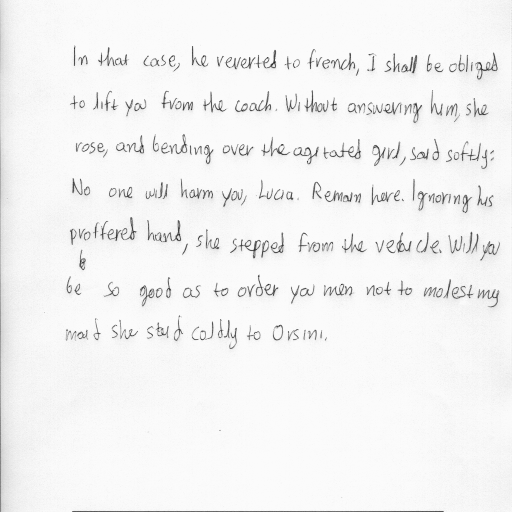 In that case, he reverted to french, I shall be obliged
to lift you from the coach. Without answering him, she
rose, and bending over the agitated girl, said softly:
No one will harm you, Lucia. Remain here. Ignoring his
proffered hand, she stepped from the vehicle. Will you
be so good as to order you men not to molest my
maid she said coldly to Orsini.